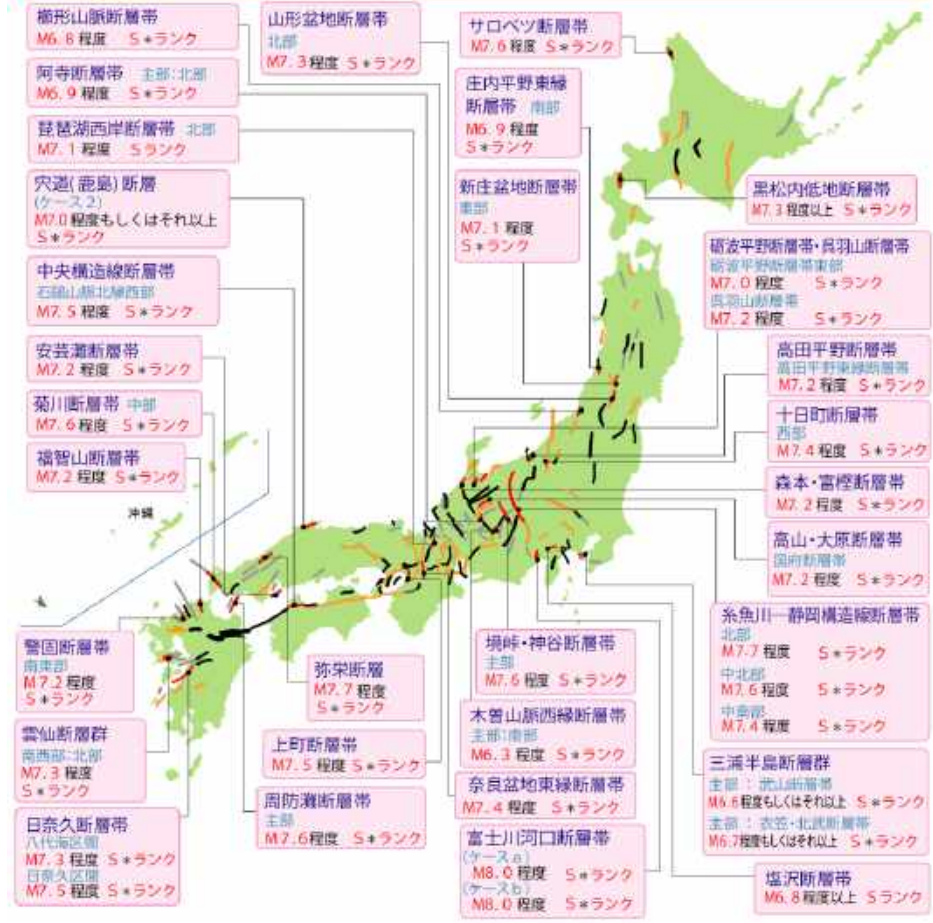 櫛形山脈断層帯
M6.8 程度 S*ランク
阿寺断層帯 主部:北部
M6.9 程度 S*ランク
琵琶湖西岸断層帯 北部
M7.1 程度 Sランク
宍道(鹿島)断層
(ケース2)
M7.0 程度もしくはそれ以上
S*ランク
中央構造線断層帯
石鎚山脈北縁西部
M7.5 程度 S*ランク
安芸灘断層帯
M7.2 程度 S*ランク
菊川断層帯 中部
M7.6 程度 S*ランク
福智山断層帯
M7.2 程度 S*ランク
沖縄
山形盆地断層帯
北部
M7.3 程度 S*ランク
サロベツ断層帯
M7.6 程度 S*ランク
庄内平野東縁
断層帯 南部
M6.9 程度
S*ランク
新庄盆地断層帯
東部
M7.1 程度
S*ランク
黒松内低地断層帯
M7.3 程度以上 S*ランク
砺波平野断層帯・呉羽山断層帯
砺波平野断層帯東部
M7.0 程度 S*ランク
呉羽山断層帯
M7.2 程度 S*ランク
高田平野断層帯
高田平野東縁断層帯
M7.2 程度 S*ランク
十日町断層帯
西部
M7.4 程度 S*ランク
森本・富樫断層帯
M7.2 程度 S*ランク
高山・大原断層帯
国府断層帯
M7.2 程度 S*ランク
糸魚川ー静岡構造線断層帯
北部
M7.7 程度 S*ランク
中北部
M7.6 程度 S*ランク
中南部
M7.4 程度 S*ランク
警固断層帯
南東部
M7.2 程度
S*ランク
雲仙断層群
南西部:北部
M7.3 程度
S*ランク
日奈久断層帯
八代海区間
M7.3 程度 S*ランク
日奈久区間
M7.5 程度 S*ランク
弥栄断層
M7.7 程度
S*ランク
上町断層帯
M7.5 程度 S*ランク
周防灘断層帯
主部
M7.6程度 S*ランク
境峠・神谷断層帯
主部
M7.6 程度 S*ランク
木曽山脈西縁断層帯
主部:南部
M6.3 程度 S*ランク
奈良盆地東縁断層帯
M7.4 程度 S*ランク
富士川河口断層帯
(ケースa)
M8.0 程度 S*ランク
(ケースb)
M8.0 程度 S*ランク
三浦半島断層群
主部 : 武山断層帯
M6.6程度もしくはそれ以上 S*ランク
主部 : 衣笠・北武断層帯
M6.7程度もしくはそれ以上 S*ランク
塩沢断層帯
M6.8 程度以上 Sランク